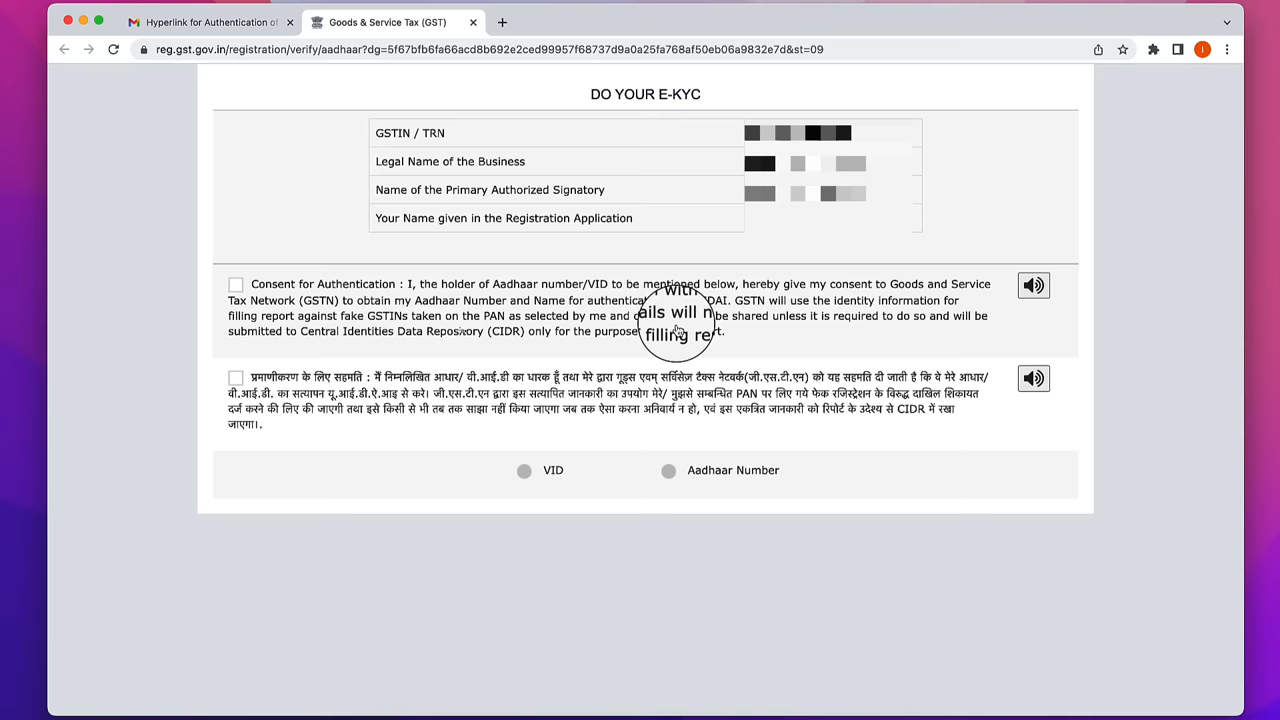 Hyperlink for Authentication of
Goods & Service Tax (GST)
reg.gst.gov.in/registration/verify/aadhaar?dg=5f67bfb6fa66acd8b692e2ced99957f68737d9a0a25fa768af50eb06a9832e7d&st=09
I
DO YOUR E-KYC
GSTIN / TRN
Legal Name of the Business
Name of the Primary Authorized Signatory
Your Name given in the Registration Application
Consent for Authentication : I, the holder of Aadhaar number/VID to be mentioned below, hereby give my consent to Goods and Service
Tax Network (GSTN) to obtain my Aadhaar Number and Name for authentica with DAI. GSTN will use the identity information for
filling report against fake GSTINs taken on the PAN as selected by me and d ails will n be shared unless it is required to do so and will be
submitted to Central Identities Data Repository (CIDR) only for the purpose filling re rt.
प्रमाणीकरण के लिए सहमति : मैं निम्नलिखित आधार/ वी.आई.डी का धारक हूँ तथा मेरे द्वारा गूड्स एवम् सर्विसेज़ टैक्स नेटवर्क(जी.एस.टी.एन) को यह सहमति दी जाती है कि ये मेरे आधार/
वी.आई.डी. का सत्यापन यू.आई.डी.ऐ.आइ से करे। जी.एस.टी.एन द्वारा इस सत्यापित जानकारी का उपयोग मेरे/ मुझसे सम्बन्धित PAN पर लिए गये फेक रजिस्ट्रेशन के विरुद्ध दाखिल शिकायत
दर्ज करने की लिए की जाएगी तथा इसे किसी से भी तब तक साझा नहीं किया जाएगा जब तक ऐसा करना अनिवार्य न हो, एवं इस एकत्रित जानकारी को रिपोर्ट के उदेश्य से CIDR में रखा
जाएगा।.
VID
Aadhaar Number